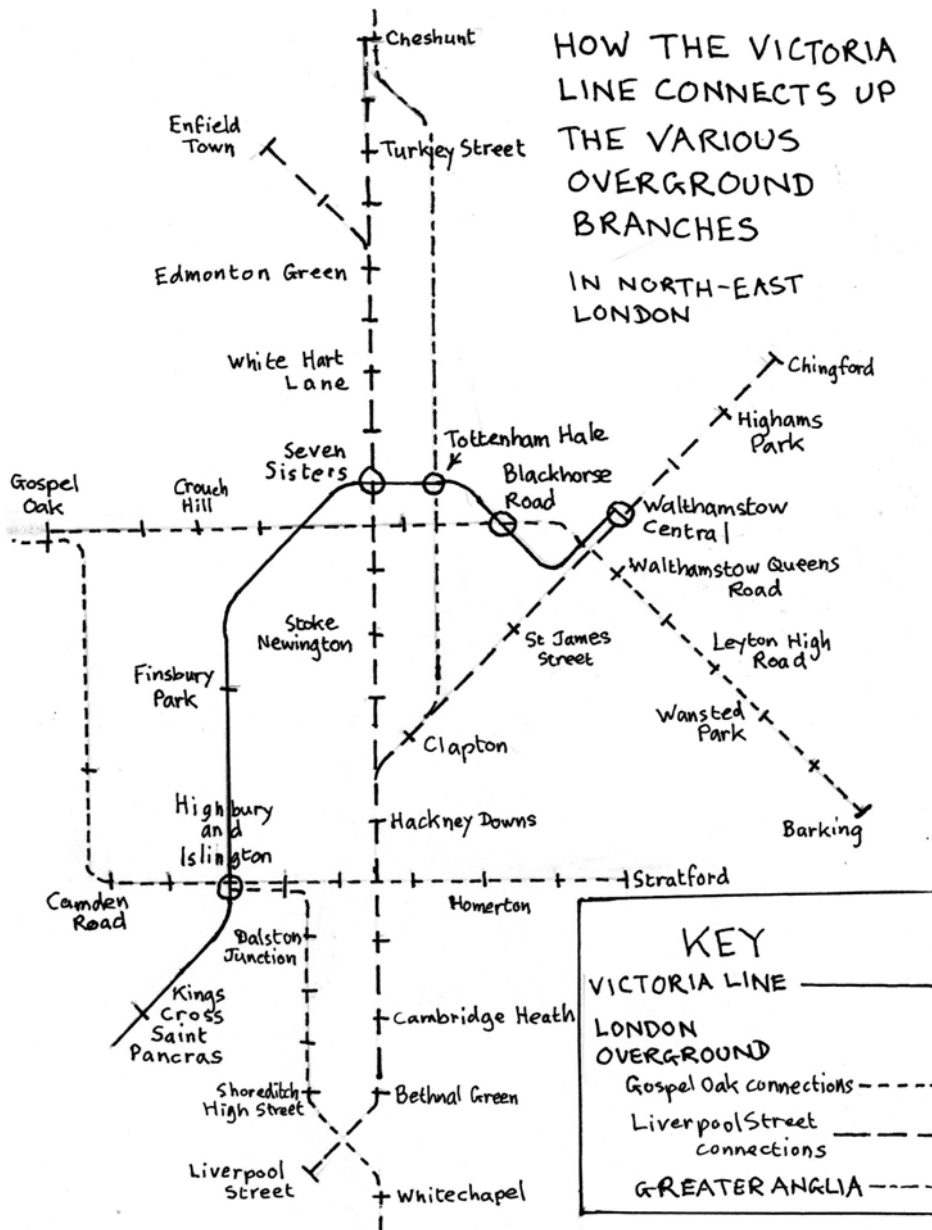 HOW THE VICTORIA
LINE CONNECTS UP
THE VARIOUS
OVERGROUND
BRANCHES
IN NORTH-EAST
LONDON
Cheshunt
Enfield
Town
Turkey Street
Edmonton Green
White Hart
Lane
Chingford
Highams
Park
Seven
Sisters
Tottenham Hale
Blackhorse
Road
Gospel
Oak
Crouch
Hill
Walthamstow
Central
Walthamstow Queens
Road
Stoke
Newington
St James
Street
Leyton High
Road
Finsbury
Park
Wansted
Park
Clapton
Highbury
and
Islington
Hackney Downs
Barking
Camden
Road
Homerton
Stratford
Dalston
Junction
Kings
Cross
Saint
Pancras
Cambridge Heath
Shoreditch
High Street
Bethnal Green
Liverpool
Street
Whitechapel
KEY
VICTORIA LINE
LONDON
OVERGROUND
Gospel Oak connections
Liverpool Street
connections
GREATER ANGLIA